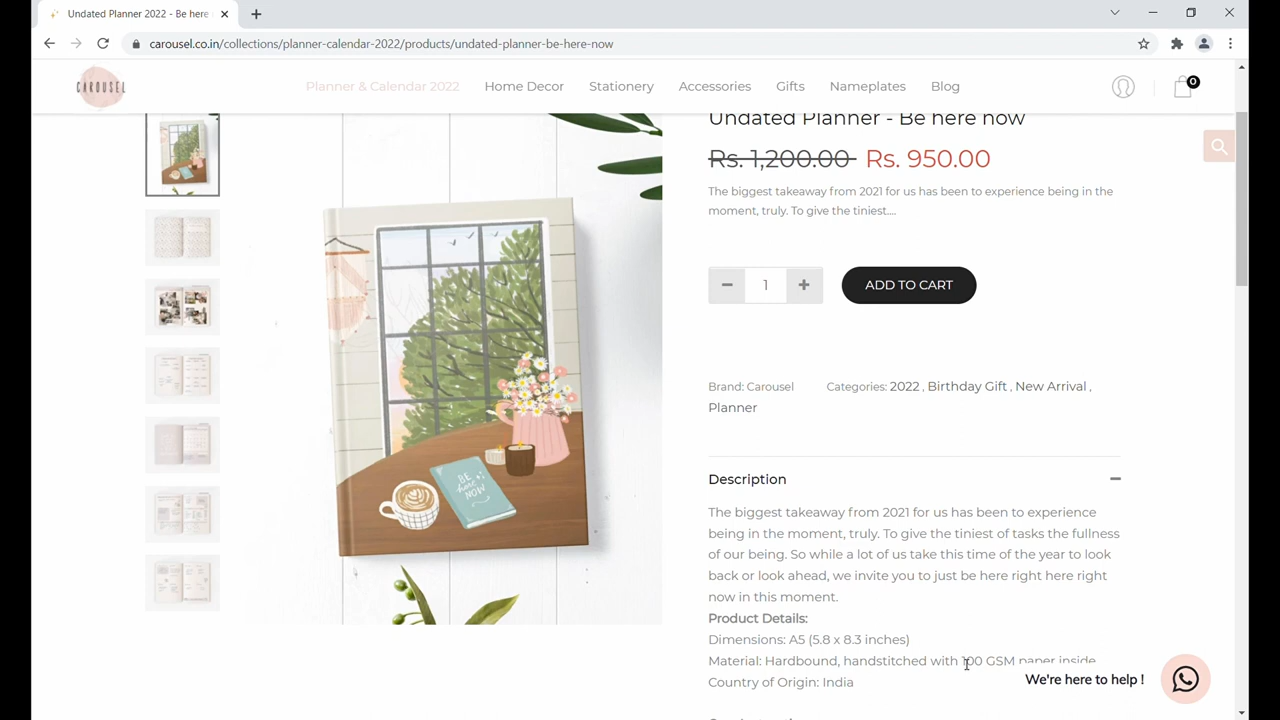 Undated Planner 2022 - Be here
carousel.co.in/collections/planner-calendar-2022/products/undated-planner-be-here-now
CAROUSEL
Planner & Calendar 2022
Home Decor
Stationery
Accessories
Gifts
Nameplates
Blog
0
Undated Planner - Be here now
Rs. 1,200.00 Rs. 950.00
The biggest takeaway from 2021 for us has been to experience being in the
moment, truly. To give the tiniest....
1
ADD TO CART
Brand: Carousel Categories: 2022 , Birthday Gift , New Arrival ,
Planner
Description
The biggest takeaway from 2021 for us has been to experience
being in the moment, truly. To give the tiniest of tasks the fullness
of our being. So while a lot of us take this time of the year to look
back or look ahead, we invite you to just be here right here right
now in this moment.
Product Details:
Dimensions: A5 (5.8 x 8.3 inches)
Material: Hardbound, handstitched with 100 GSM paper inside
Country of Origin: India
We're here to help !
BE
here
NOW